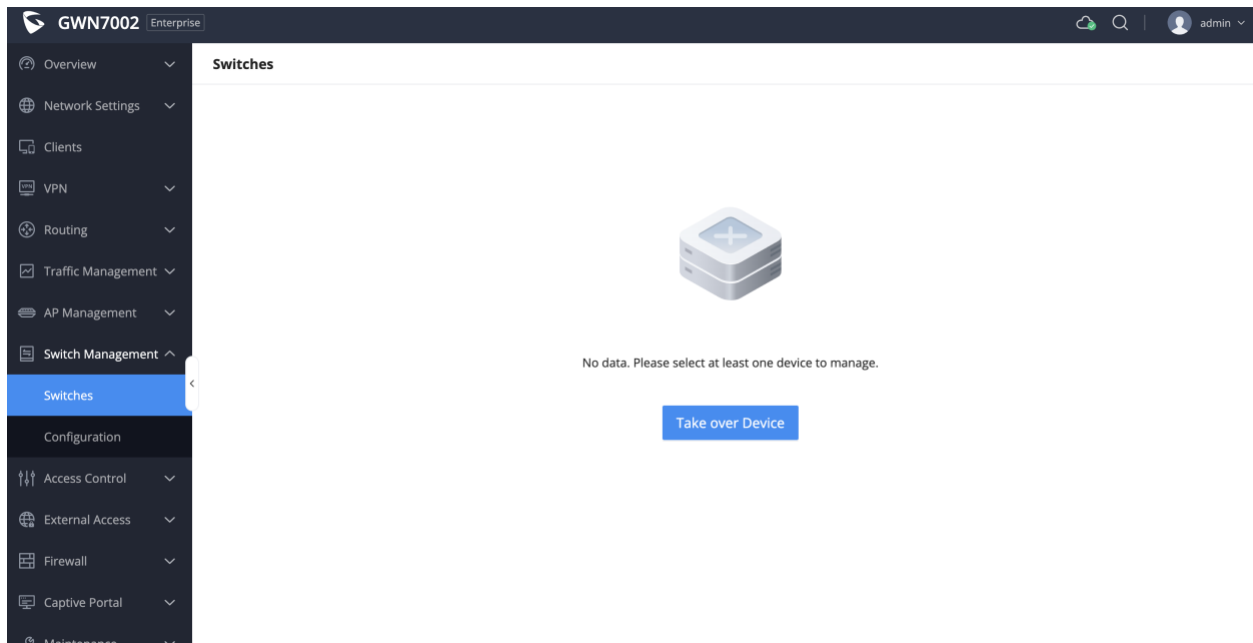 GWN7002 Enterprise
admin
Overview
Switches
Network Settings
Clients
VPN
VPN
Routing
Traffic Management
AP Management
Switch Management
No data. Please select at least one device to manage.
Switches
Take over Device
Configuration
Access Control
External Access
Firewall
Captive Portal
Maintenance